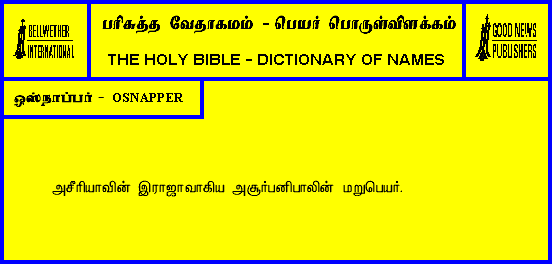 BELLWETHER
INTERNATIONAL
பரிசுத்த வேதாகமம் - பெயர் பொருள்விளக்கம்
THE HOLY BIBLE - DICTIONARY OF NAMES
GOOD NEWS
PUBLISHERS
ஒஸ்நாப்பர் - OSNAPPER
அசீரியாவின் இராஜாவாகிய அசூர்பனிபாலின் மறுபெயர்.